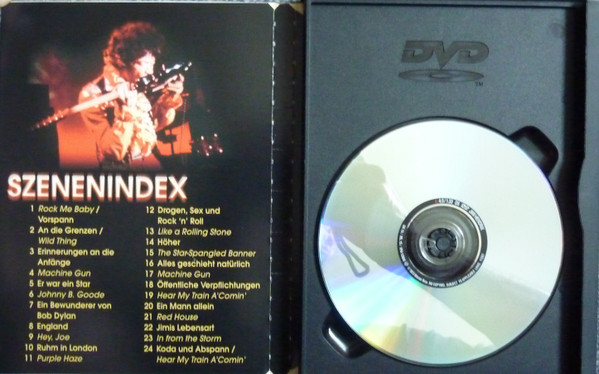 SZENENINDEX
1 Rock Me Baby /
Vorspann
2 An die Grenzen /
Wild Thing
3 Erinnerungen an die
Anfänge
4 Machine Gun
5 Er war ein Star
6 Johnny B. Goode
7 Ein Bewunderer von
Bob Dylan
8 England
9 Hey, Joe
10 Ruhm in London
11 Purple Haze
12 Drogen, Sex und
Rock 'n' Roll
13 Like a Rolling Stone
14 Höher
15 The Star-Spangled Banner
16 Alles geschieht natürlich
17 Machine Gun
18 Öffentliche Verpflichtungen
19 Hear My Train A'Comin'
20 Ein Mann allein
21 Red House
22 Jimis Lebensart
23 In from the Storm
24 Koda und Abspann /
Hear My Train A'Comin'
DVD
TM